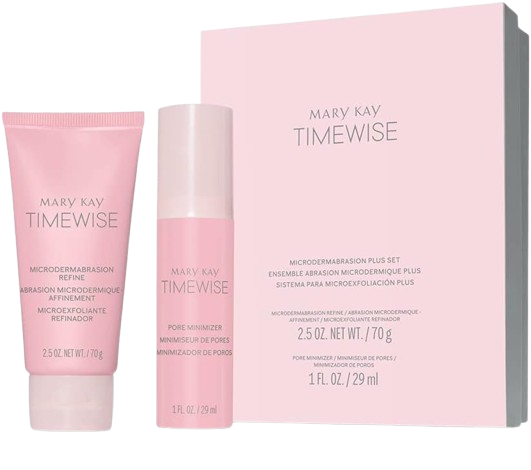 MARY KAY
TIMEWISE
MICRODERMABRASION
REFINE
ABRASION MICRODERMIQUE -
AFFINEMENT
MICROEXFOLIANTE
REFINADOR
2.5 OZ. NET WT. / 70 g
MARY KAY
TIMEWISE
PORE MINIMIZER
MINIMISEUR DE PORES
MINIMIZADOR DE POROS
1 FL. OZ. / 29 ml
MARY KAY
TIMEWISE
MICRODERMABRASION PLUS SET
ENSEMBLE ABRASION MICRODERMIQUE PLUS
SISTEMA PARA MICROEXFOLIACIÓN PLUS
MICRODERMABRASION REFINE / ABRASION MICRODERMIQUE -
AFFINEMENT / MICROEXFOLIANTE REFINADOR
2.5 OZ. NET WT. / 70 g
PORE MINIMIZER / MINIMISEUR DE PORES /
MINIMIZADOR DE POROS
1 FL. OZ. / 29 ml